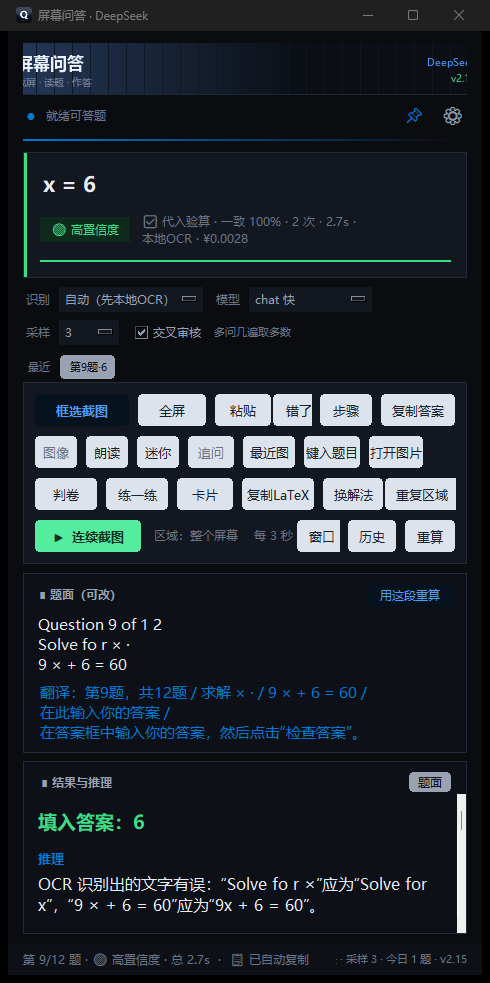 屏幕问答 · DeepSeek
屏幕问答
DeepSee
截屏 · 读题 · 作答
v2.1
就绪可答题
x = 6
高置信度
代入验算 · 一致 100% · 2 次 · 2.7s ·
本地OCR · ¥0.0028
识别 自动（先本地OCR） 模型 chat 快
采样 3 交叉审核 多问几遍取多数
最近 第9题·6
框选截图 全屏 粘贴 错了 步骤 复制答案
图像 朗读 迷你 追问 最近图 键入题目 打开图片
判卷 练一练 卡片 复制LaTeX 换解法 重复区域
连续截图 区域：整个屏幕 每 3 秒 窗口 历史 重算
题面（可改） 用这段重算
Question 9 of 1 2
Solve fo r × ·
9 × + 6 = 60
翻译：第9题，共12题 / 求解 × · / 9 × + 6 = 60 /
在此输入你的答案 /
在答案框中输入你的答案，然后点击“检查答案”。
结果与推理 题面
填入答案：6
推理
OCR 识别出的文字有误：“Solve fo r ×”应为“Solve for
x”，“9 × + 6 = 60”应为“9x + 6 = 60”。
第 9/12 题 · 高置信度 · 总 2.7s · 已自动复制 · 采样 3 · 今日 1 题 · v2.15